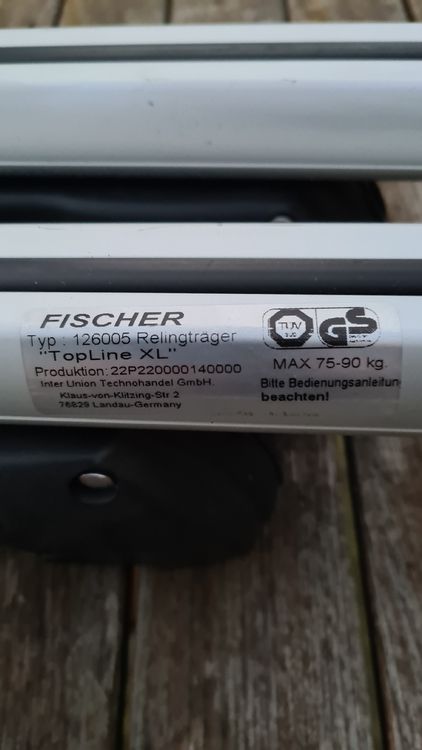 FISCHER
Typ : 126005 Relingträger
"TopLine XL"
Produktion: 22P220000140000
Inter Union Technohandel GmbH.
Klaus-von-Klitzing-Str 2
76829 Landau-Germany
TÜV
GS
MAX 75-90 kg.
Bitte Bedienungsanleitung
beachten!